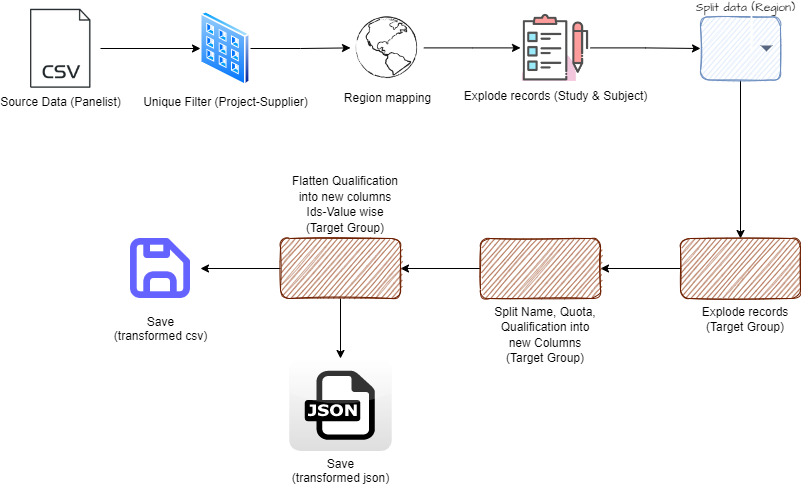 Split data (Region)
CSV
Source Data (Panelist)
Unique Filter (Project-Supplier)
Region mapping
Explode records (Study & Subject)
Flatten Qualification
into new columns
Ids-Value wise
(Target Group)
Save
(transformed csv)
Split Name, Quota,
Qualification into
new Columns
(Target Group)
Explode records
(Target Group)
JSON
Save
(transformed json)